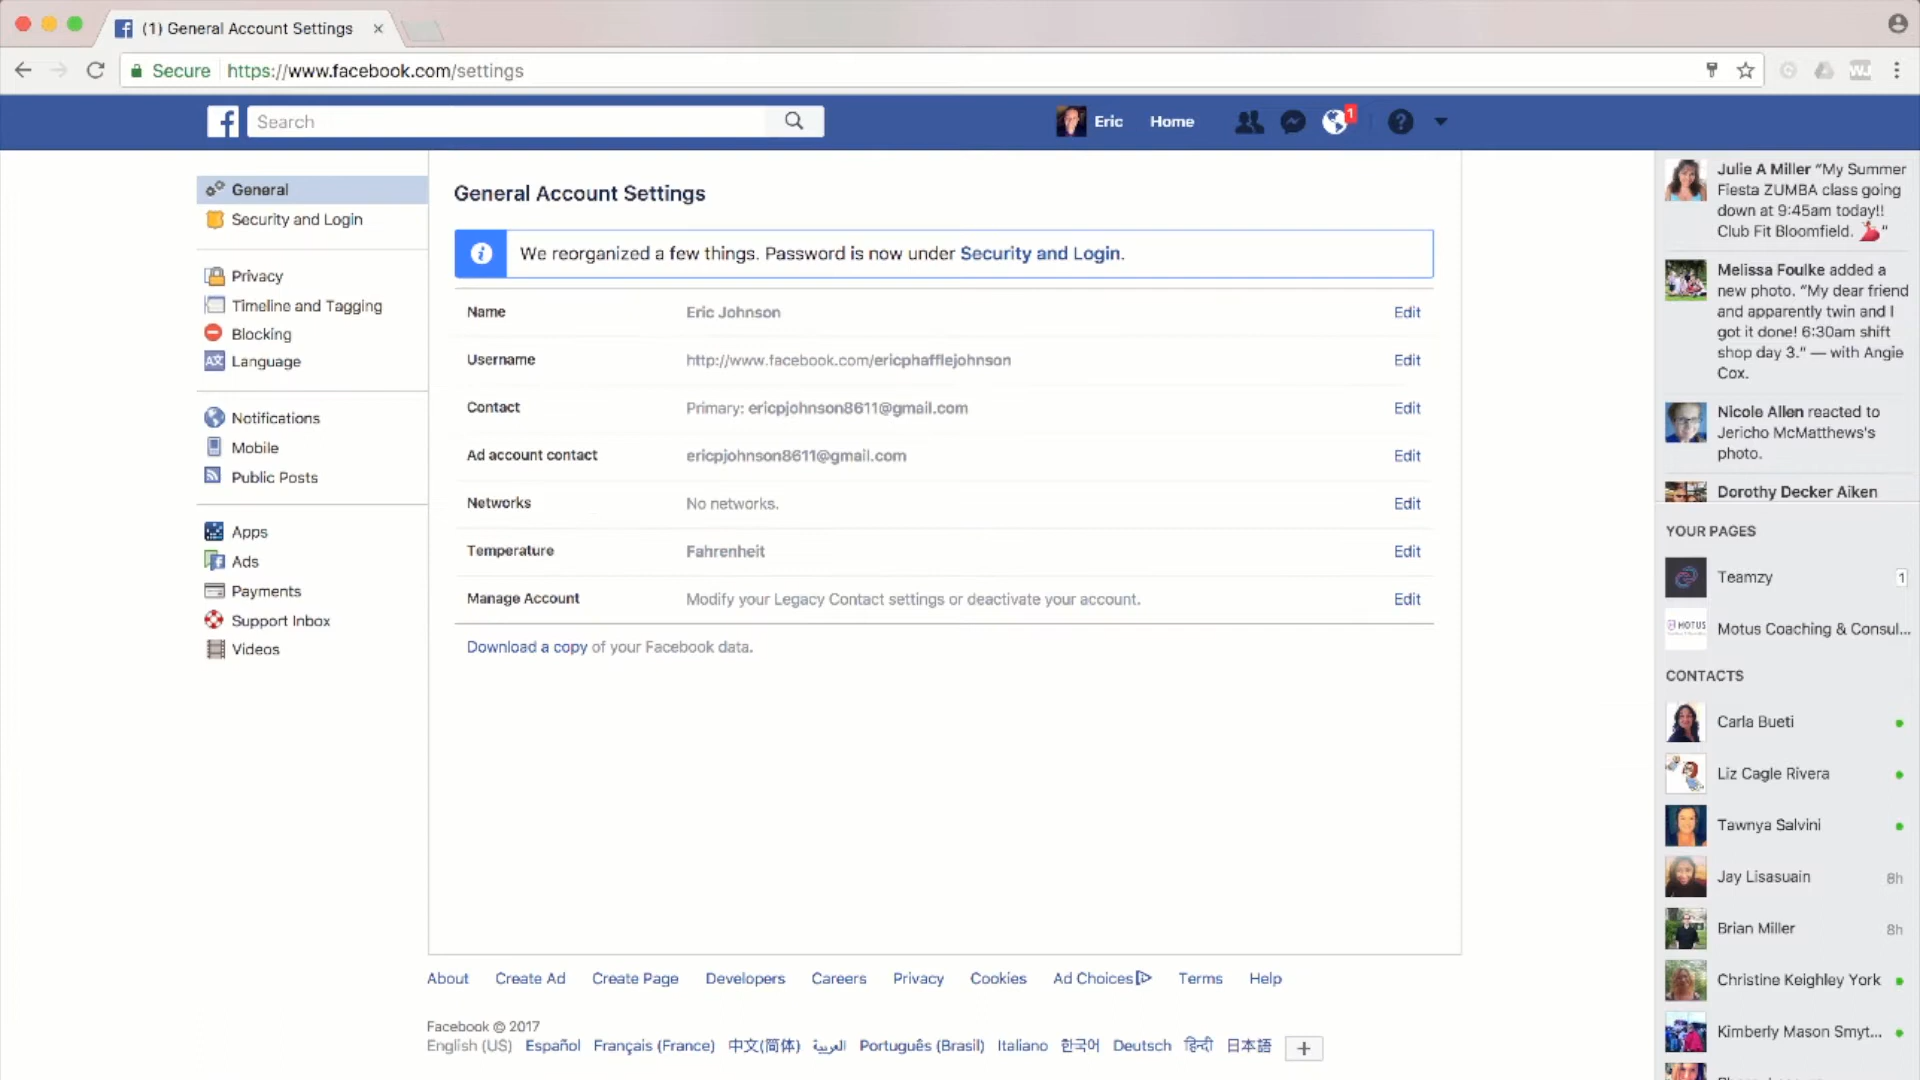 (1) General Account Settings
Secure https://www.facebook.com/settings
Search
Eric Home
1
General
Security and Login
Privacy
Timeline and Tagging
Blocking
Language
Notifications
Mobile
Public Posts
Apps
Ads
Payments
Support Inbox
Videos
General Account Settings
We reorganized a few things. Password is now under Security and Login.
Name Eric Johnson Edit
Username http://www.facebook.com/ericphafflejohnson Edit
Contact Primary: ericpjohnson8611@gmail.com Edit
Ad account contact ericpjohnson8611@gmail.com Edit
Networks No networks. Edit
Temperature Fahrenheit Edit
Manage Account Modify your Legacy Contact settings or deactivate your account. Edit
Download a copy of your Facebook data.
Julie A Miller “My Summer
Fiesta ZUMBA class going
down at 9:45am today!!
Club Fit Bloomfield. 💃“
Melissa Foulke added a
new photo. “My dear friend
and apparently twin and I
got it done! 6:30am shift
shop day 3.” — with Angie
Cox.
Nicole Allen reacted to
Jericho McMatthews's
photo.
Dorothy Decker Aiken
YOUR PAGES
Teamzy 1
MOTUS
Motus Coaching & Consul...
CONTACTS
Carla Bueti
Liz Cagle Rivera
Tawnya Salvini
Jay Lisasuain 8h
Brian Miller 8h
Christine Keighley York
Kimberly Mason Smyt...
About Create Ad Create Page Developers Careers Privacy Cookies Ad Choices Terms Help
Facebook © 2017
English (US) Español Français (France) 中文(简体) العربية Português (Brasil) Italiano 한국어 Deutsch हिन्दी 日本語 +